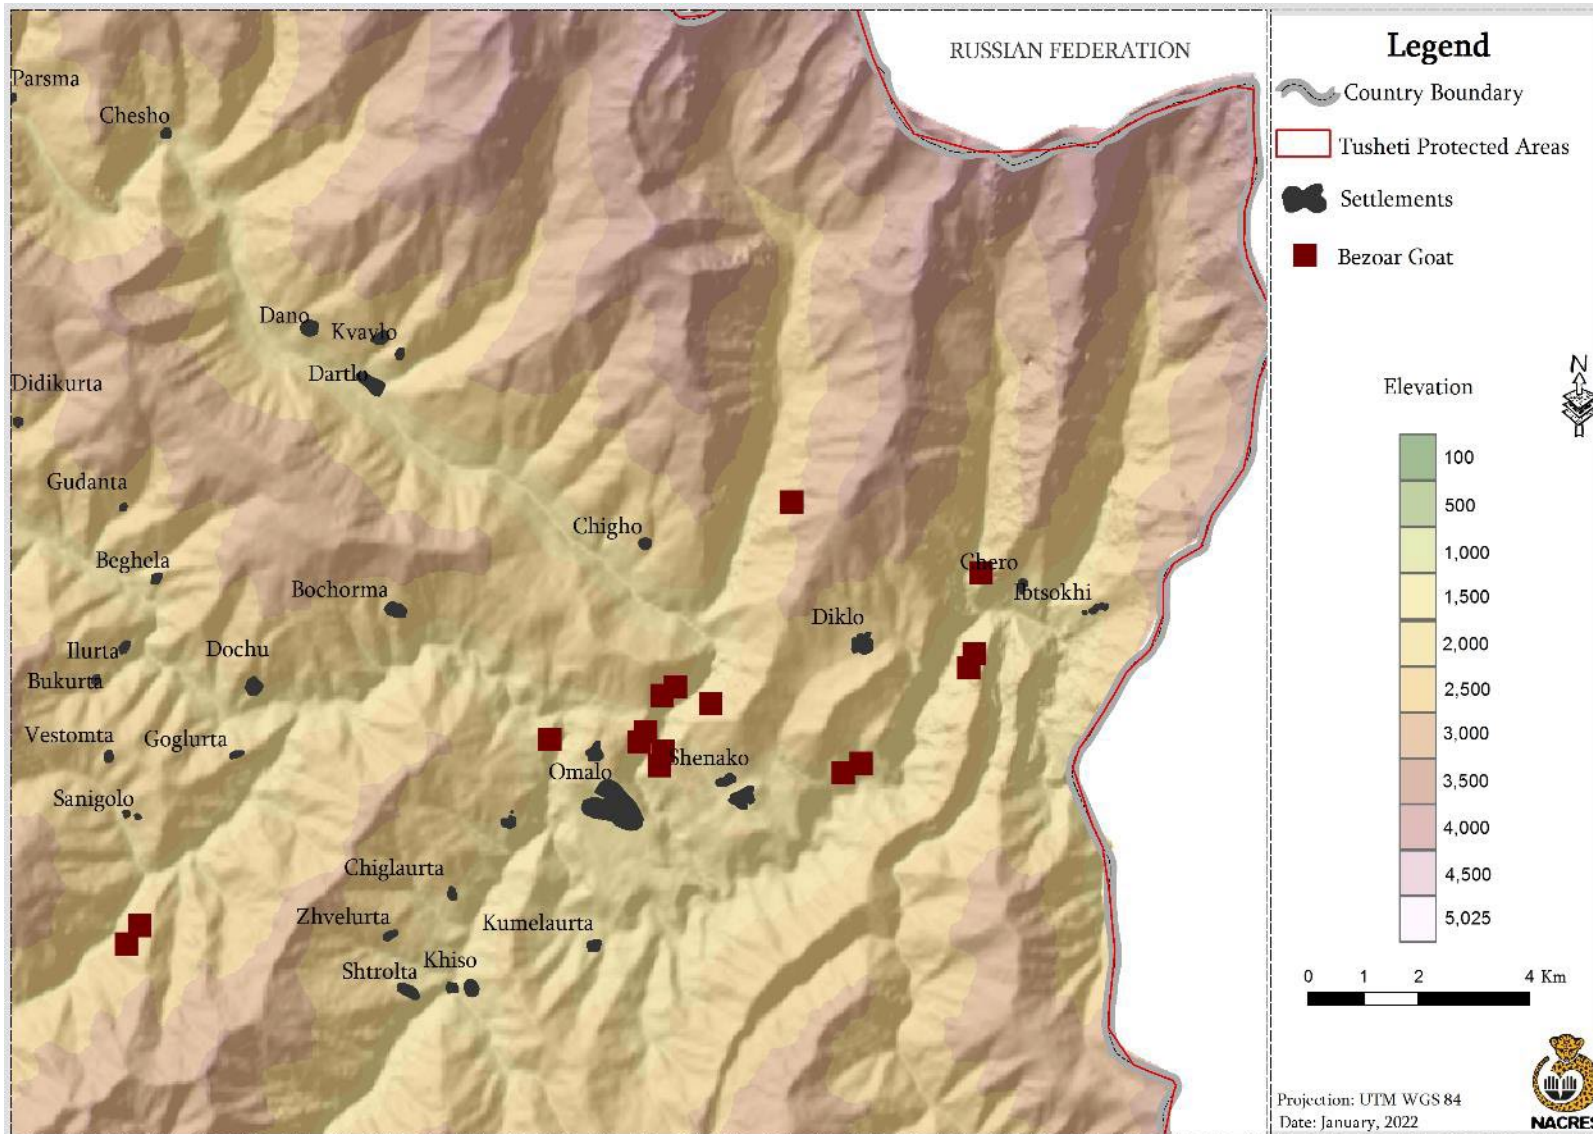 RUSSIAN FEDERATION
Parsma
Chesho
Dano
Kvavlo
Dartlo
Didikurta
Gudanta
Chigho
Beghela
Chero
Bochorma
Ibtsokhi
Diklo
Ilurta
Dochu
Bukurta
Vestomta
Goglurta
Shenako
Omalo
Sanigolo
Chiglaurta
Zhvelurta
Kumelaurta
Khiso
Shtrolta
Legend
Country Boundary
Tusheti Protected Areas
Settlements
Bezoar Goat
N
Elevation
100
500
1,000
1,500
2,000
2,500
3,000
3,500
4,000
4,500
5,025
0 1 2 4 Km
Projection: UTM WGS 84
Date: January, 2022
NACRES